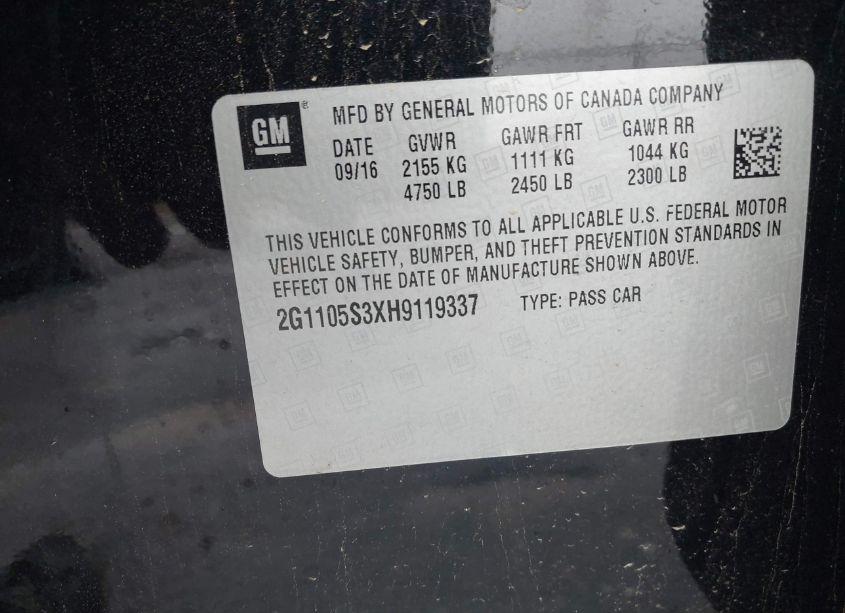 GM ®
MFD BY GENERAL MOTORS OF CANADA COMPANY
DATE GVWR GAWR FRT GAWR RR
09/16 2155 KG 1111 KG 1044 KG
4750 LB 2450 LB 2300 LB
THIS VEHICLE CONFORMS TO ALL APPLICABLE U.S. FEDERAL MOTOR
VEHICLE SAFETY, BUMPER, AND THEFT PREVENTION STANDARDS IN
EFFECT ON THE DATE OF MANUFACTURE SHOWN ABOVE.
2G1105S3XH9119337 TYPE: PASS CAR